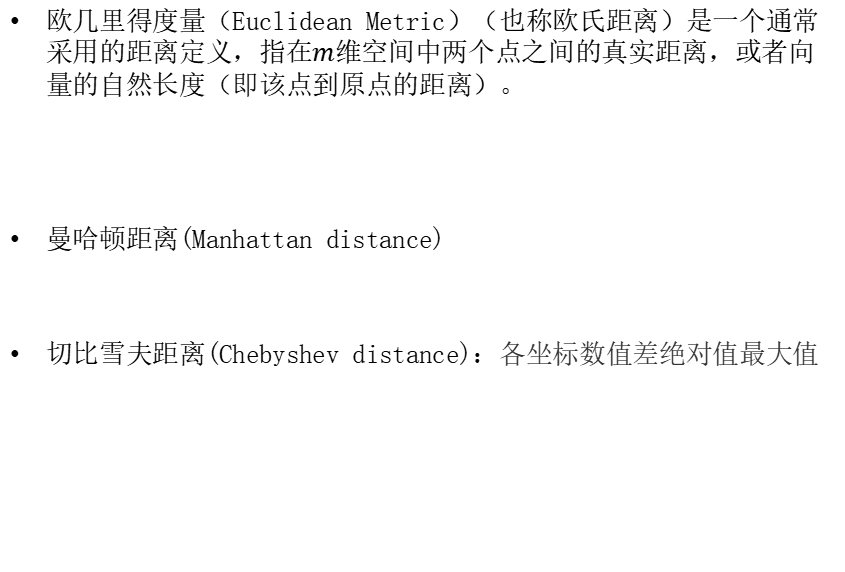 • 欧几里得度量（Euclidean Metric）（也称欧氏距离）是一个通常
采用的距离定义，指在m维空间中两个点之间的真实距离，或者向
量的自然长度（即该点到原点的距离）。
• 曼哈顿距离(Manhattan distance)
• 切比雪夫距离(Chebyshev distance)：各坐标数值差绝对值最大值